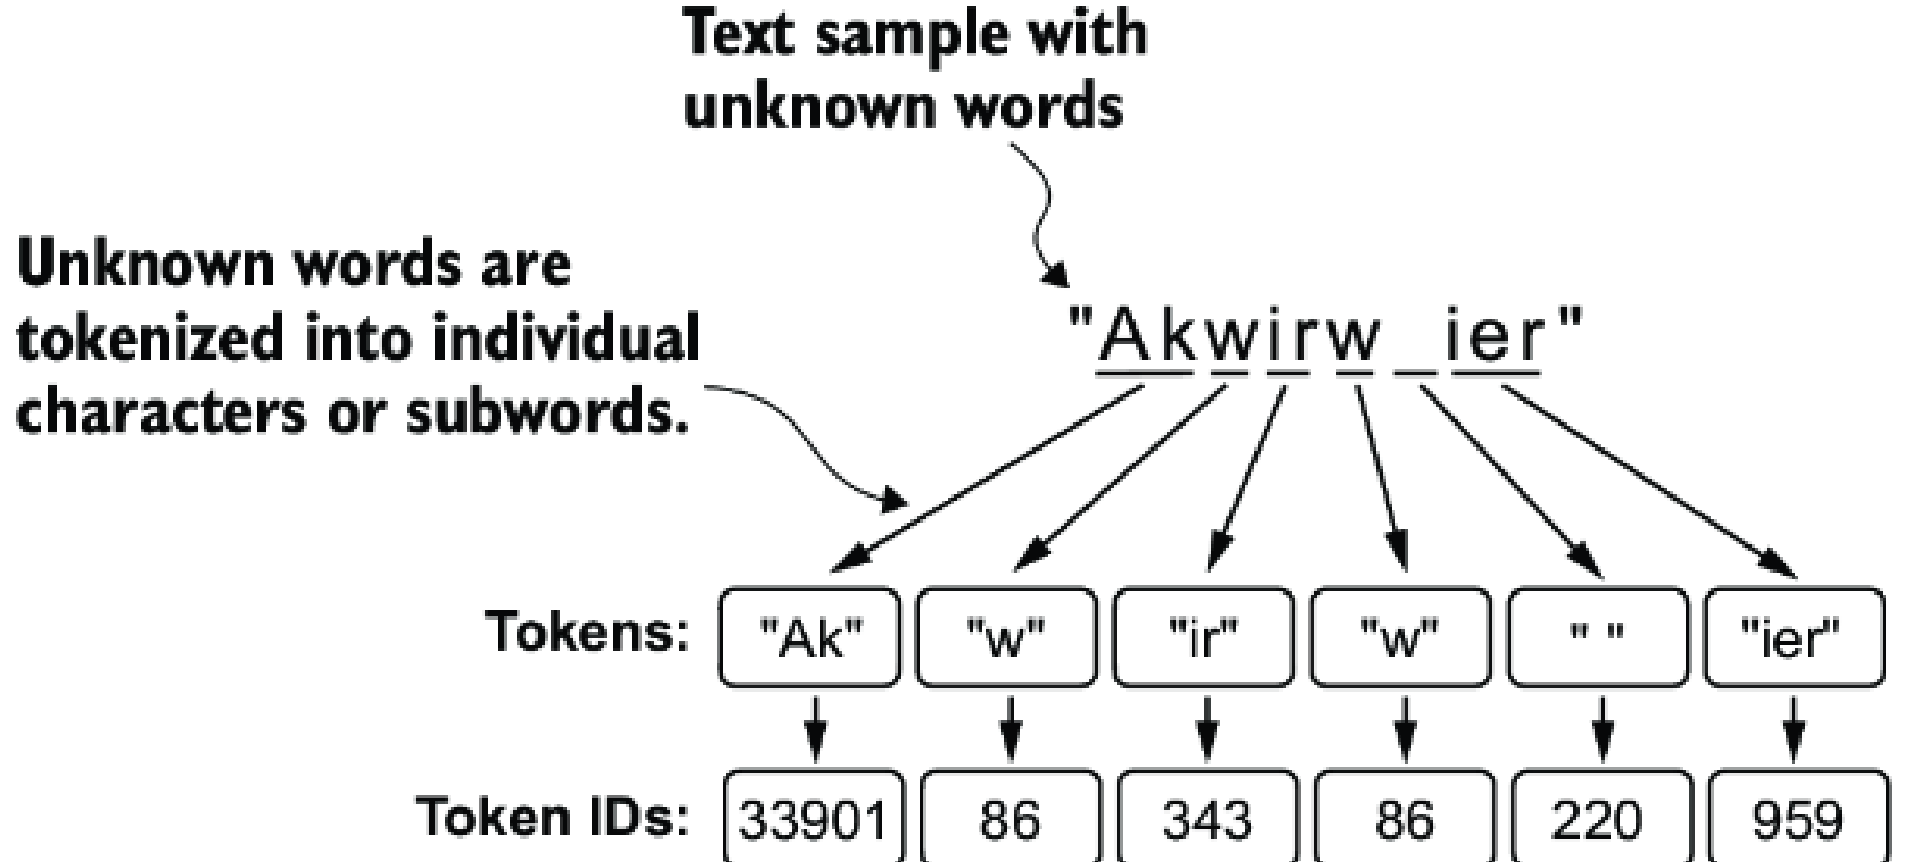 Text sample with
unknown words
Unknown words are
tokenized into individual
characters or subwords.
"Akwirw ier"
Tokens: "Ak" "w" "ir" "w" " " "ier"
Token IDs: 33901 86 343 86 220 959